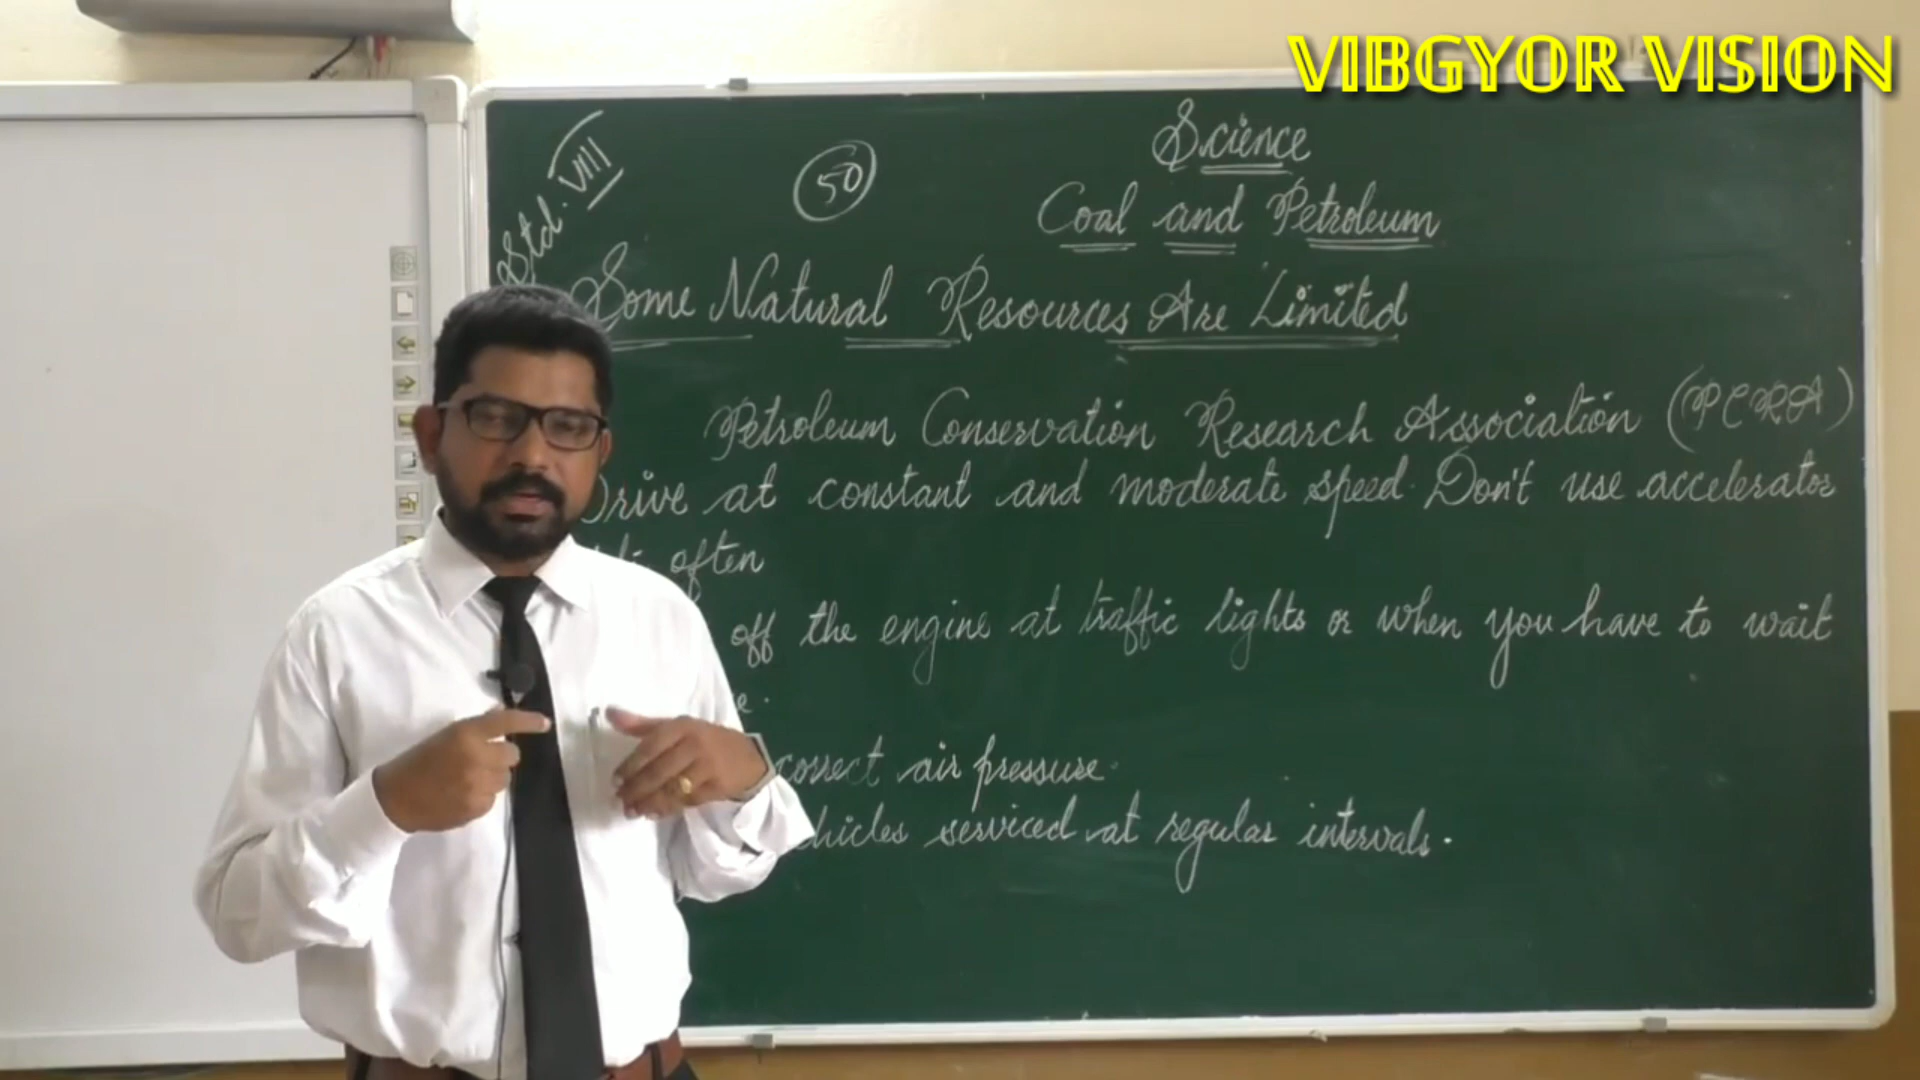 VIBGYOR VISION
Std. VIII
50
Science
Coal and Petroleum
Some Natural Resources Are Limited
Petroleum Conservation Research Association (PCRA)
Drive at constant and moderate speed. Don't use accelerator
often
off the engine at traffic lights or when you have to wait
correct air pressure.
serviced at regular intervals.